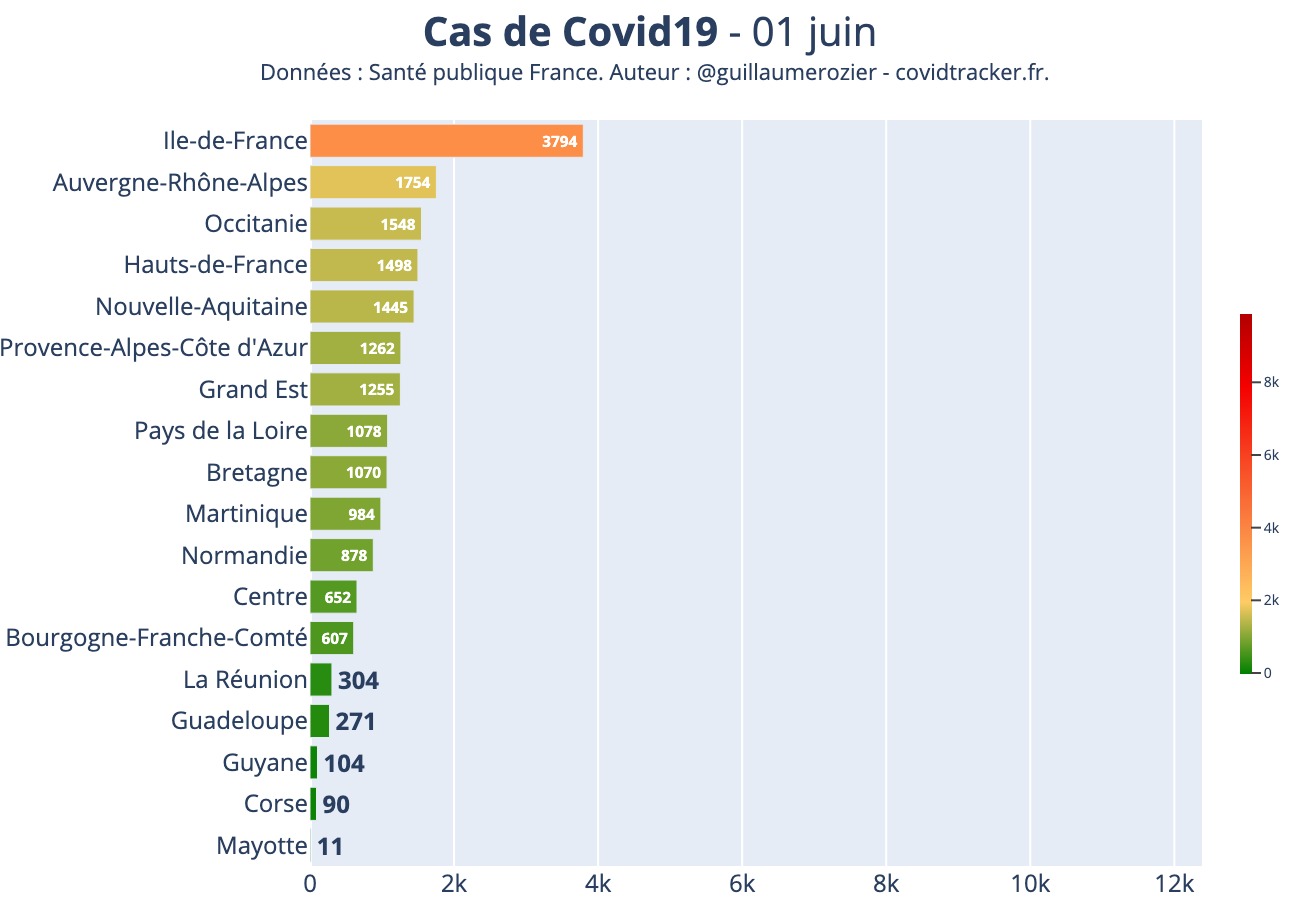 Cas de Covid19 - 01 juin
Données : Santé publique France. Auteur : @guillaumerozier - covidtracker.fr.
Ile-de-France 3794
Auvergne-Rhône-Alpes 1754
Occitanie 1548
Hauts-de-France 1498
Nouvelle-Aquitaine 1445
Provence-Alpes-Côte d'Azur 1262
Grand Est 1255
Pays de la Loire 1078
Bretagne 1070
Martinique 984
Normandie 878
Centre 652
Bourgogne-Franche-Comté 607
La Réunion 304
Guadeloupe 271
Guyane 104
Corse 90
Mayotte 11
0 2k 4k 6k 8k 10k 12k
8k
6k
4k
2k
0